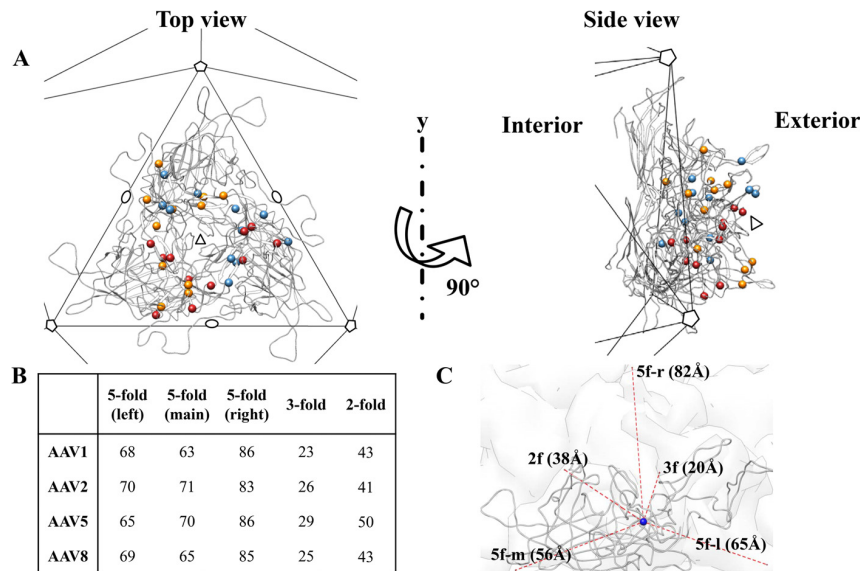 Top view
Side view
A
Interior
Exterior
y
90°
B
5-fold (left) 5-fold (main) 5-fold (right) 3-fold 2-fold
AAV1 68 63 86 23 43
AAV2 70 71 83 26 41
AAV5 65 70 86 29 50
AAV8 69 65 85 25 43
C
5f-r (82Å)
2f (38Å)
3f (20Å)
5f-m (56Å)
5f-l (65Å)